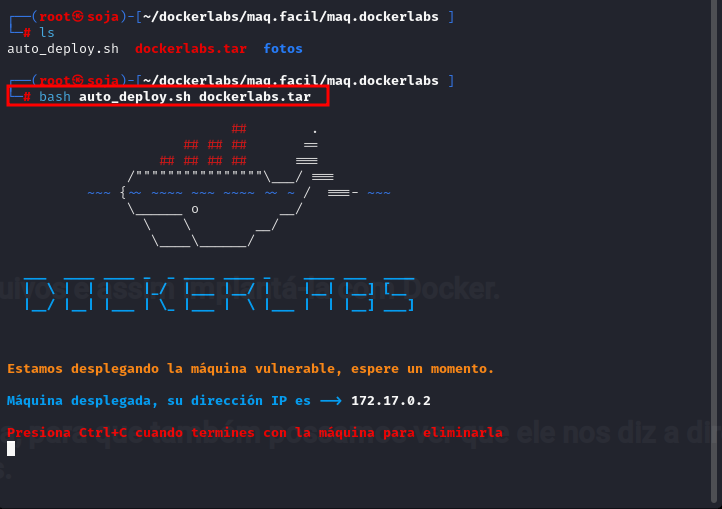 ┌──(root㉿soja)-[~/dockerlabs/maq.facil/maq.dockerlabs ]
└─# ls
auto_deploy.sh  dockerlabs.tar  fotos
┌──(root㉿soja)-[~/dockerlabs/maq.facil/maq.dockerlabs ]
└─# bash auto_deploy.sh dockerlabs.tar
DOCKERLABS
Estamos desplegando la máquina vulnerable, espere un momento.
Máquina desplegada, su dirección IP es --> 172.17.0.2
Presiona Ctrl+C cuando termines con la máquina para eliminarla